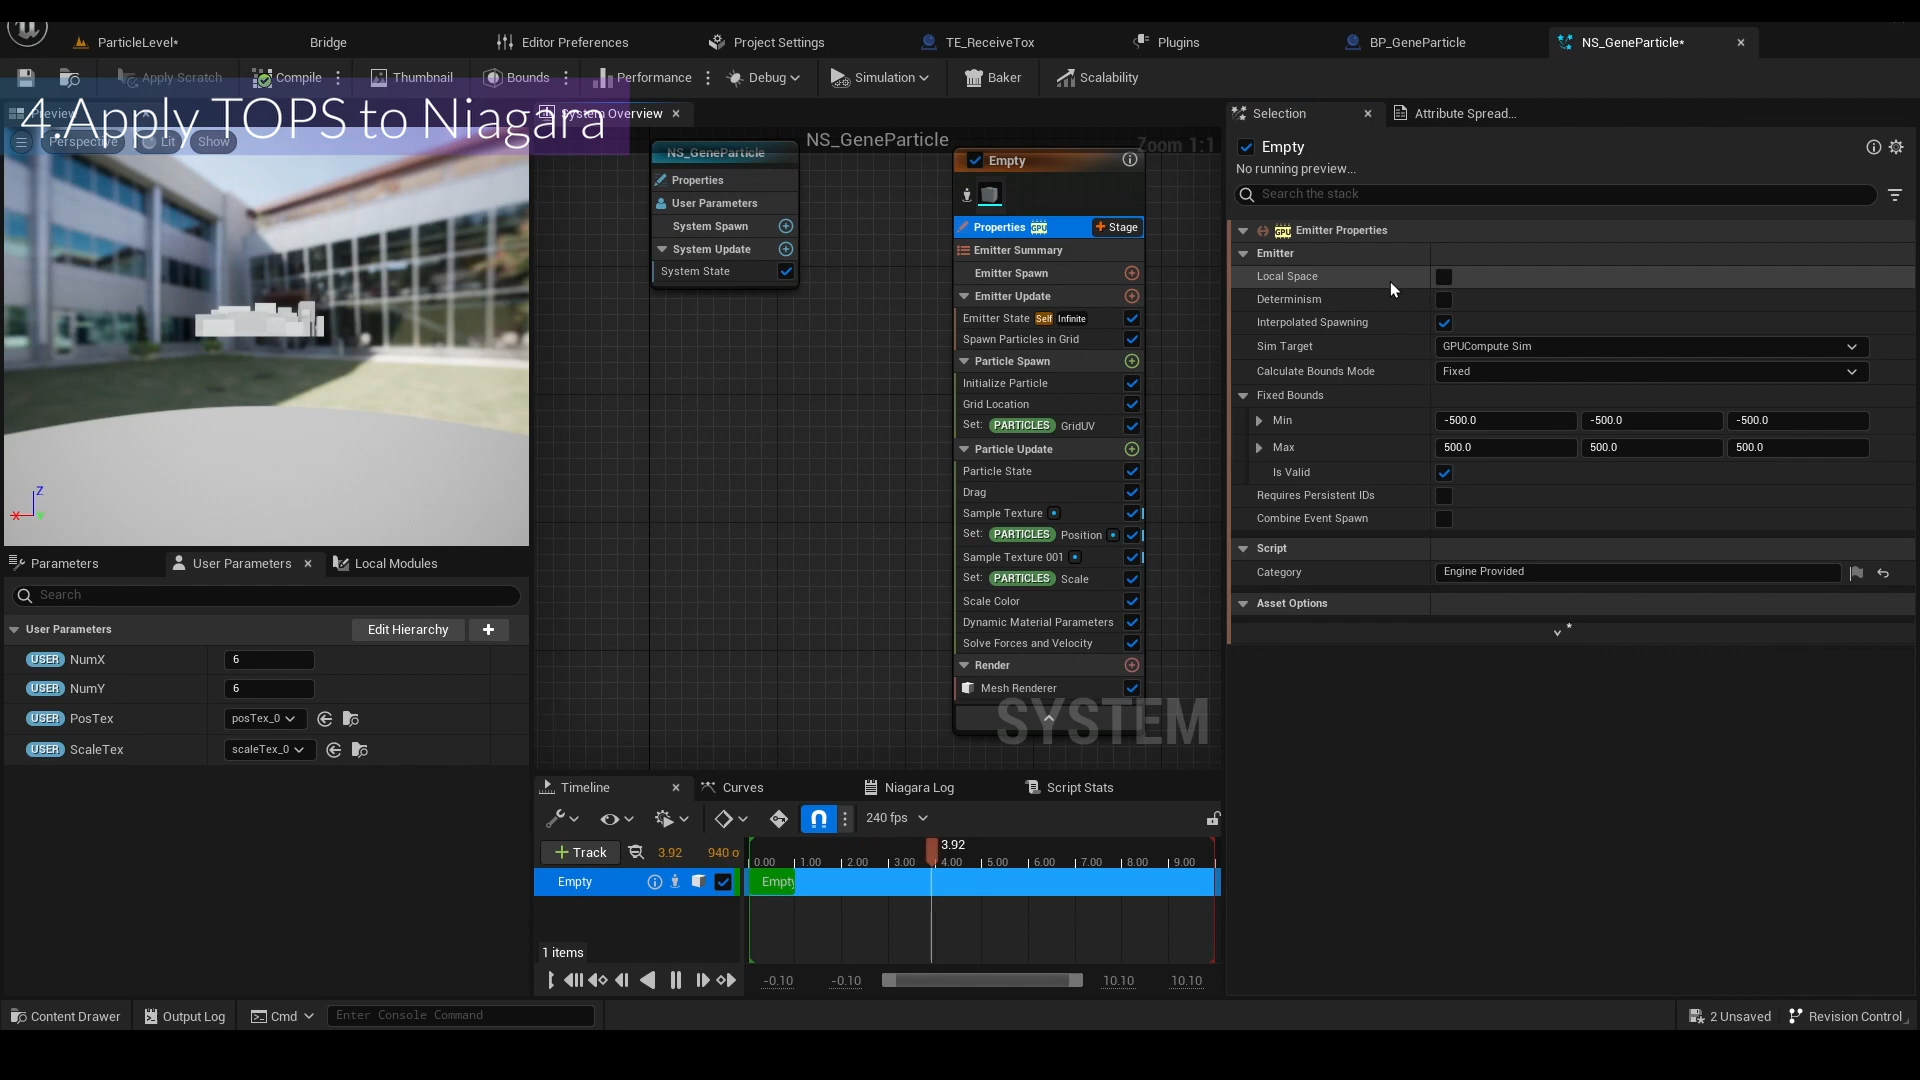 ParticleLevel*
Bridge
Editor Preferences
Project Settings
TE_ReceiveTox
Plugins
BP_GeneParticle
NS_GeneParticle*
Apply Scratch
Compile
Thumbnail
Bounds
Performance
Debug
Simulation
Baker
Scalability
4.Apply TOPS to Niagara
Preview
System Overview
Selection
Attribute Spread...
Perspective
Lit
Show
NS_GeneParticle
Zoom 1:1
NS_GeneParticle
Properties
User Parameters
System Spawn
System Update
System State
Empty
Properties GPU
Stage
Emitter Summary
Emitter Spawn
Emitter Update
Emitter State Self Infinite
Spawn Particles in Grid
Particle Spawn
Initialize Particle
Grid Location
Set: PARTICLES GridUV
Particle Update
Particle State
Drag
Sample Texture
Set: PARTICLES Position
Sample Texture 001
Set: PARTICLES Scale
Scale Color
Dynamic Material Parameters
Solve Forces and Velocity
Render
Mesh Renderer
SYSTEM
Empty
No running preview...
Search the stack
GPU Emitter Properties
Emitter
Local Space
Determinism
Interpolated Spawning
Sim Target GPUCompute Sim
Calculate Bounds Mode Fixed
Fixed Bounds
Min -500.0 -500.0 -500.0
Max 500.0 500.0 500.0
Is Valid
Requires Persistent IDs
Combine Event Spawn
Script
Category Engine Provided
Asset Options
Z
X
Parameters
User Parameters
Local Modules
Search
User Parameters
Edit Hierarchy
USER NumX 6
USER NumY 6
USER PosTex posTex_0
USER ScaleTex scaleTex_0
Timeline
Curves
Niagara Log
Script Stats
240 fps
Track
3.92
940 o
3.92
0.00 1.00 2.00 3.00 4.00 5.00 6.00 7.00 8.00 9.00
Empty
Empty
1 items
-0.10 -0.10 10.10 10.10
Content Drawer
Output Log
Cmd
Enter Console Command
2 Unsaved
Revision Control